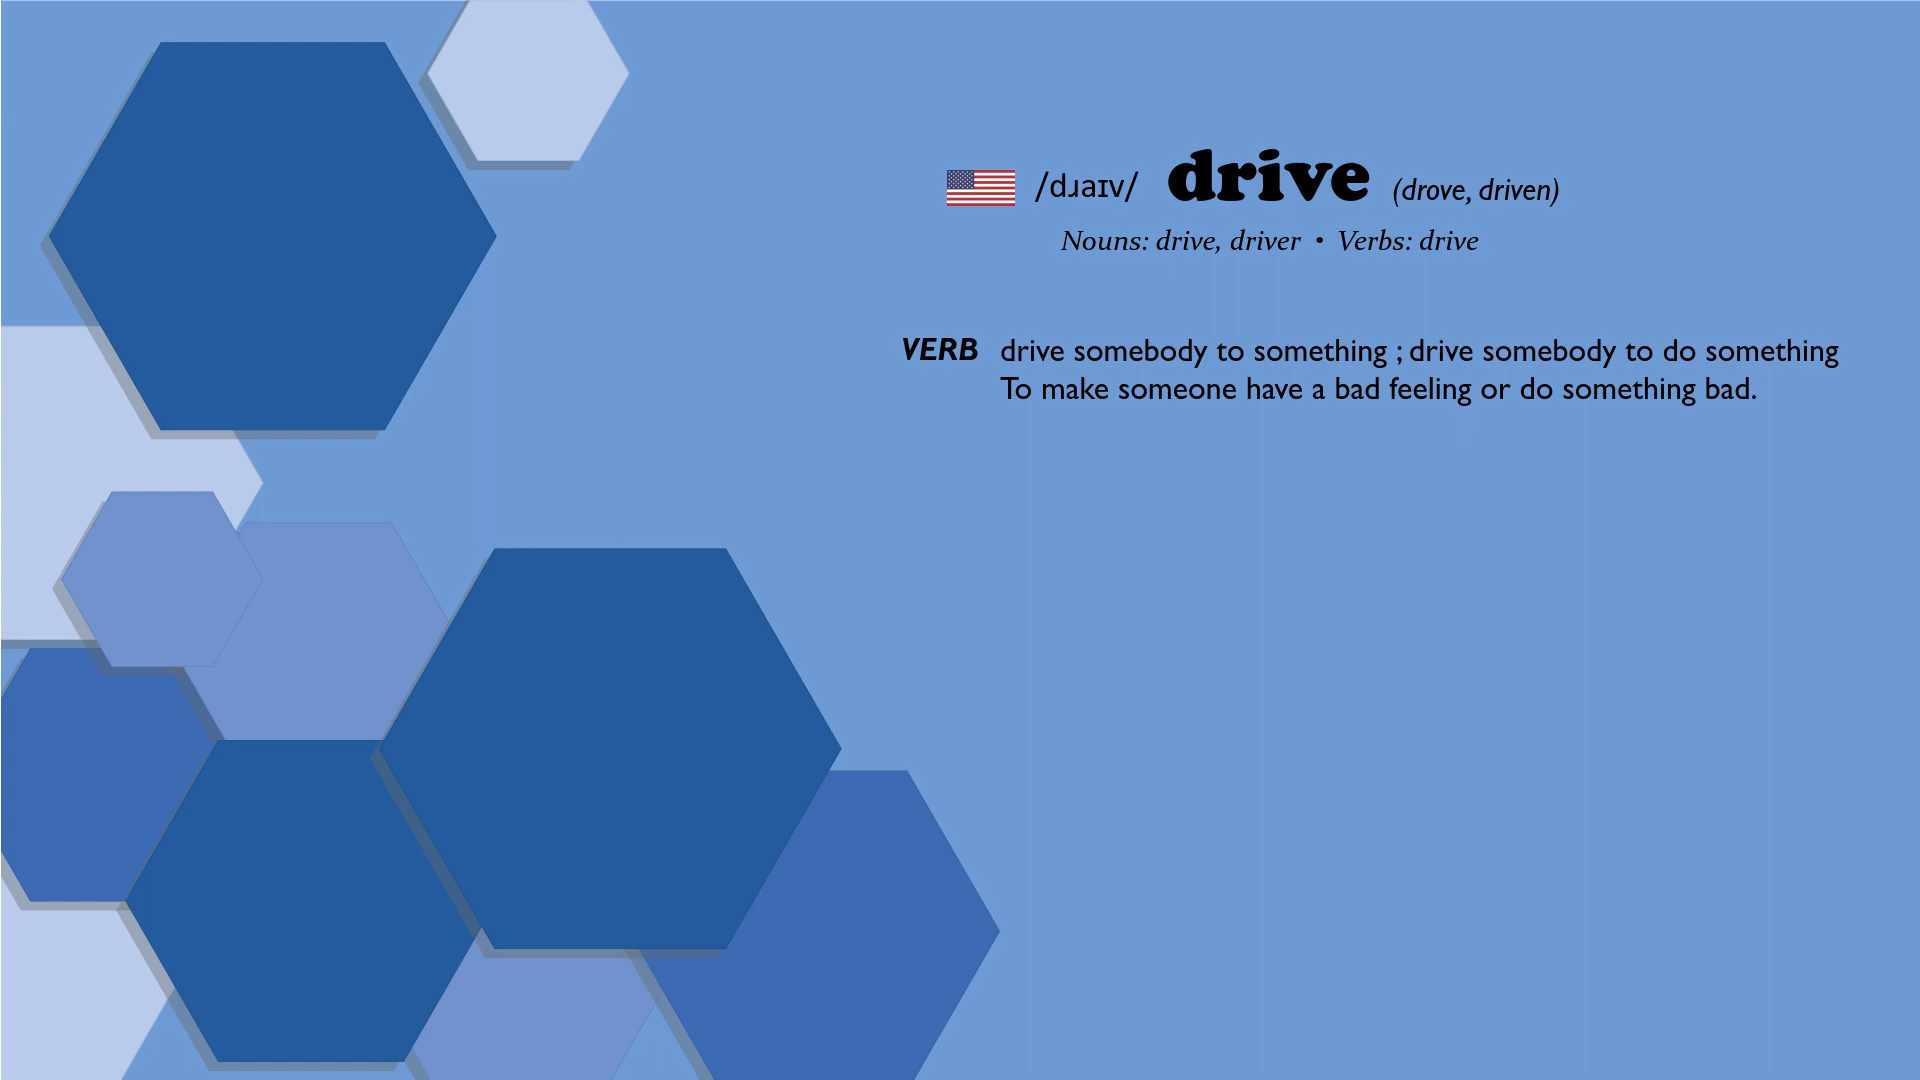 /dɹaɪv/ drive (drove, driven)
Nouns: drive, driver • Verbs: drive
VERB drive somebody to something ; drive somebody to do something
To make someone have a bad feeling or do something bad.